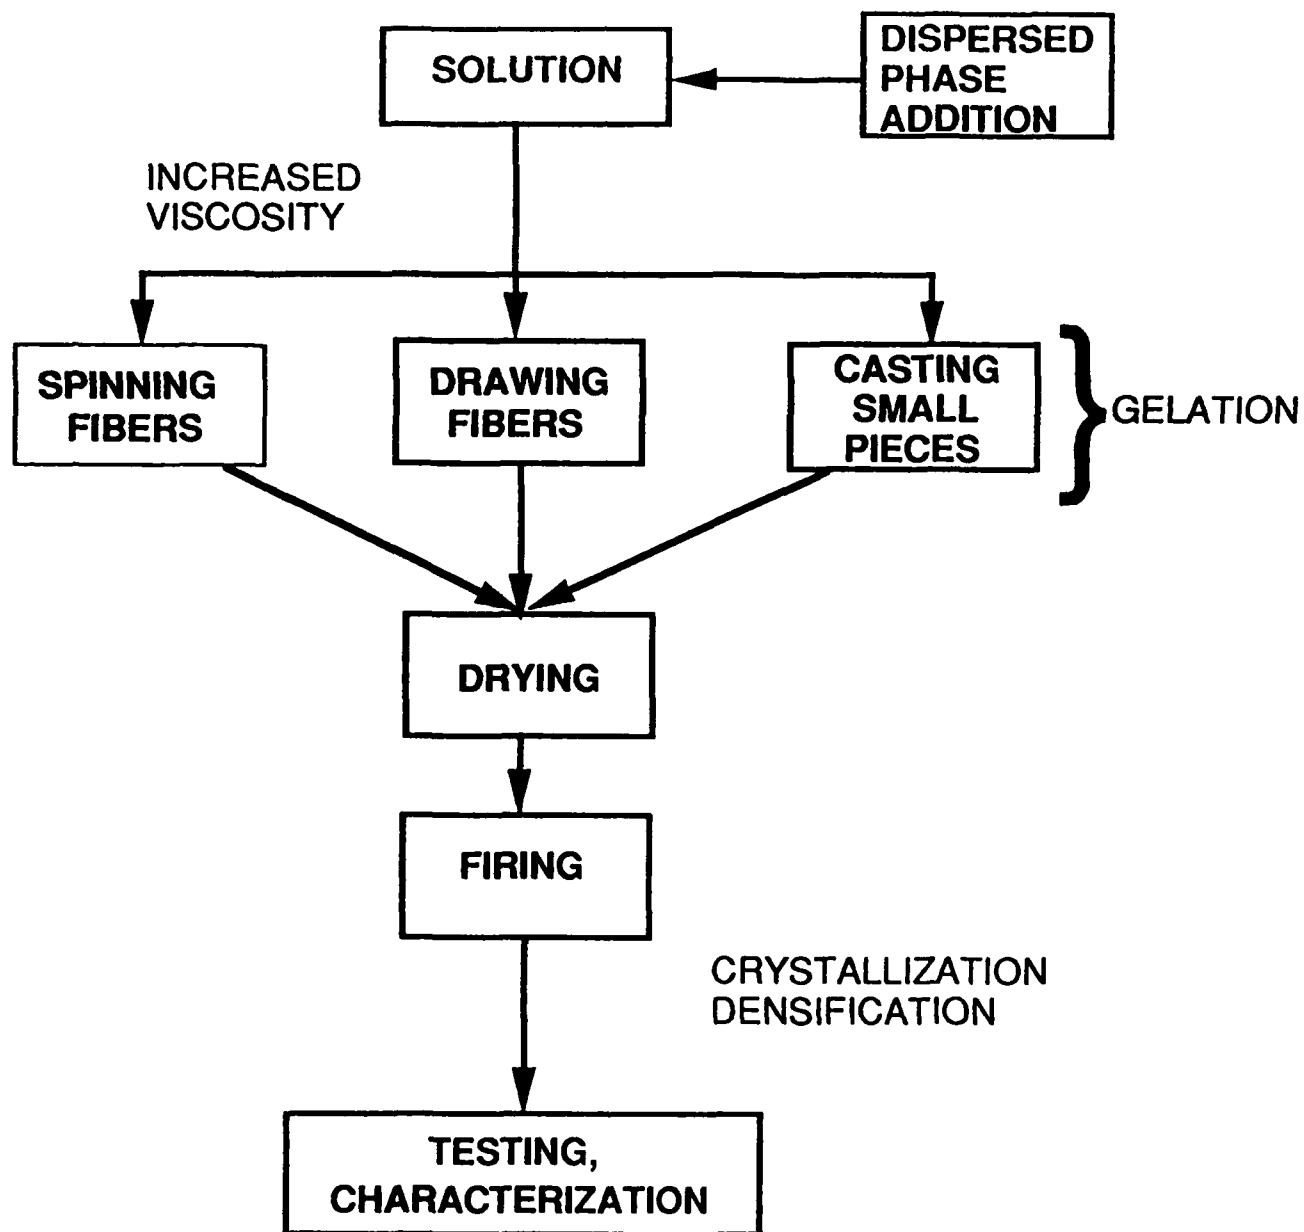 SOLUTION
DISPERSED
PHASE
ADDITION
INCREASED
VISCOSITY
SPINNING
FIBERS
DRAWING
FIBERS
CASTING
SMALL
PIECES
GELATION
DRYING
FIRING
CRYSTALLIZATION
DENSIFICATION
TESTING,
CHARACTERIZATION